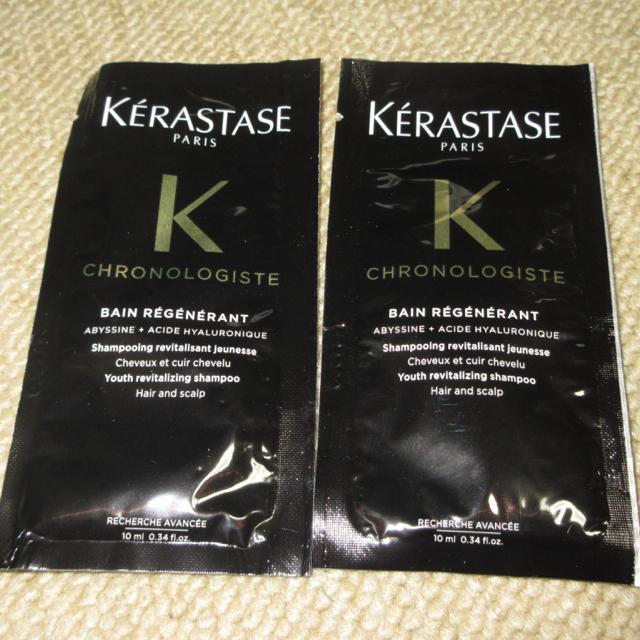 KÉRASTASE
PARIS
K
CHRONOLOGISTE
BAIN RÉGÉNÉRANT
ABYSSINE + ACIDE HYALURONIQUE
Shampooing revitalisant jeunesse
Cheveux et cuir chevelu
Youth revitalizing shampoo
Hair and scalp
RECHERCHE AVANCÉE
10 ml 0.34 fl.oz.
KÉRASTASE
PARIS
K
CHRONOLOGISTE
BAIN RÉGÉNÉRANT
ABYSSINE + ACIDE HYALURONIQUE
Shampooing revitalisant jeunesse
Cheveux et cuir chevelu
Youth revitalizing shampoo
Hair and scalp
RECHERCHE AVANCÉE
10 ml 0.34 fl.oz.